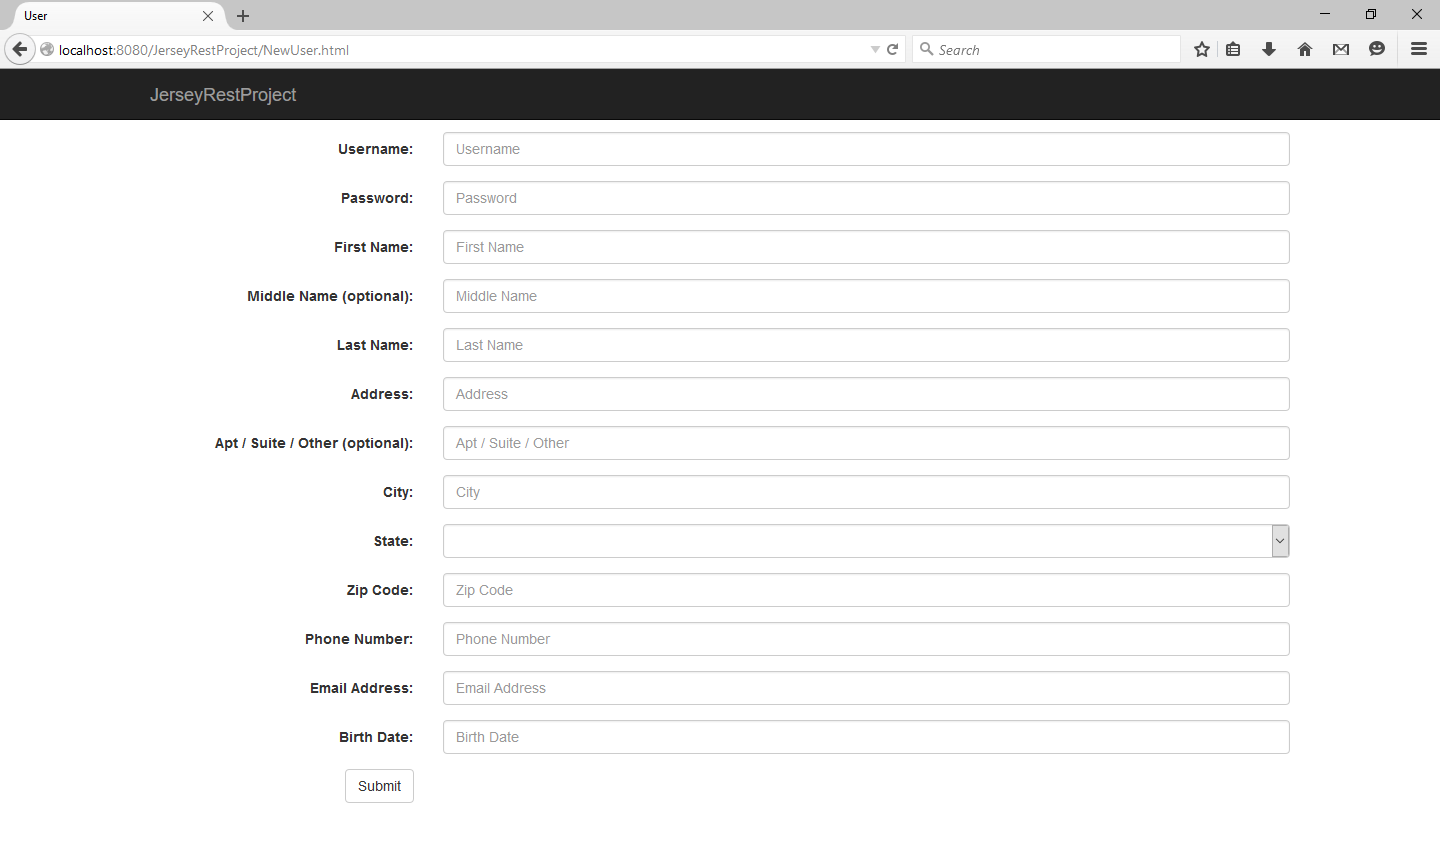 User
localhost:8080/JerseyRestProject/NewUser.html
Search
JerseyRestProject
Username: Username
Password: Password
First Name: First Name
Middle Name (optional): Middle Name
Last Name: Last Name
Address: Address
Apt / Suite / Other (optional): Apt / Suite / Other
City: City
State:
Zip Code: Zip Code
Phone Number: Phone Number
Email Address: Email Address
Birth Date: Birth Date
Submit